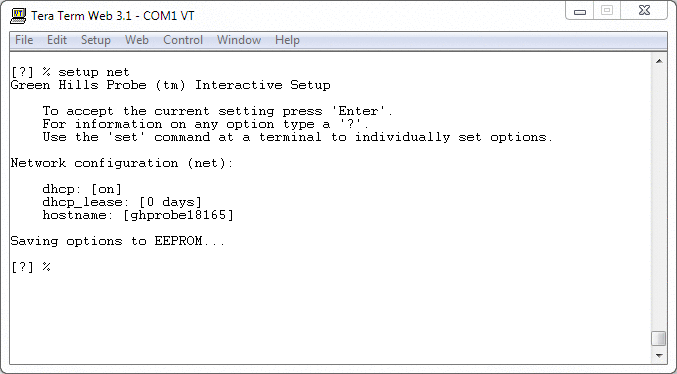 VT
Tera Term Web 3.1 - COM1 VT
File Edit Setup Web Control Window Help
[?] % setup net
Green Hills Probe (tm) Interactive Setup
To accept the current setting press 'Enter'.
For information on any option type a '?'.
Use the 'set' command at a terminal to individually set options.
Network configuration (net):
dhcp: [on]
dhcp_lease: [0 days]
hostname: [ghprobe18165]
Saving options to EEPROM...
[?] %